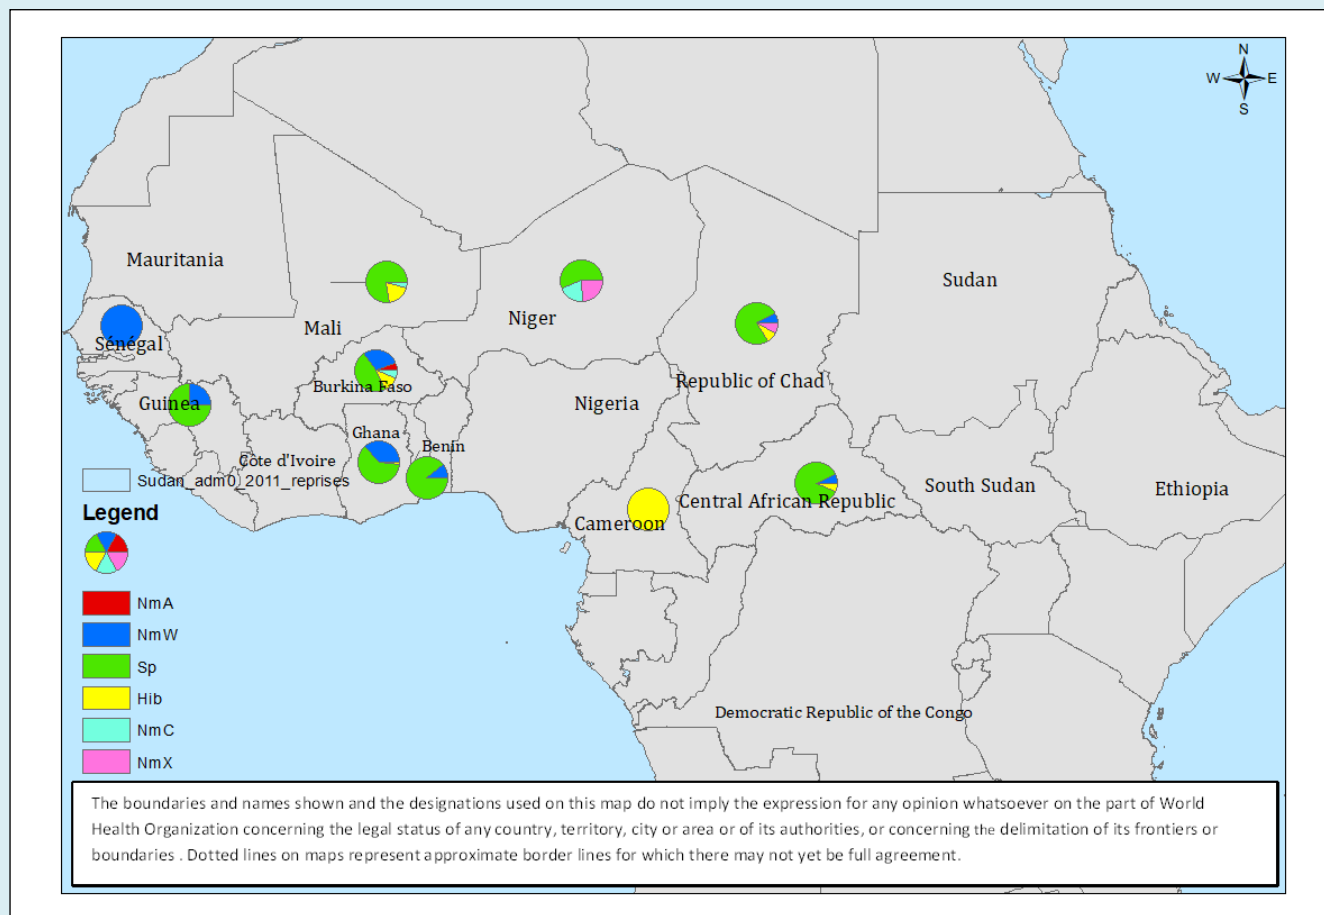 N
W E
S
Mauritania
Sudan
Niger
Mali
Sénégal
Republic of Chad
Burkina Faso
Guinea
Nigeria
Ghana
Benin
Côte d'Ivoire
Sudan_adm0_2011_reprises
South Sudan
Ethiopia
Central African Republic
Cameroon
Legend
NmA
NmW
Sp
Hib
NmC
Democratic Republic of the Congo
NmX
The boundaries and names shown and the designations used on this map do not imply the expression for any opinion whatsoever on the part of World
Health Organization concerning the legal status of any country, territory, city or area or of its authorities, or concerning the delimitation of its frontiers or
boundaries . Dotted lines on maps represent approximate border lines for which there may not yet be full agreement.